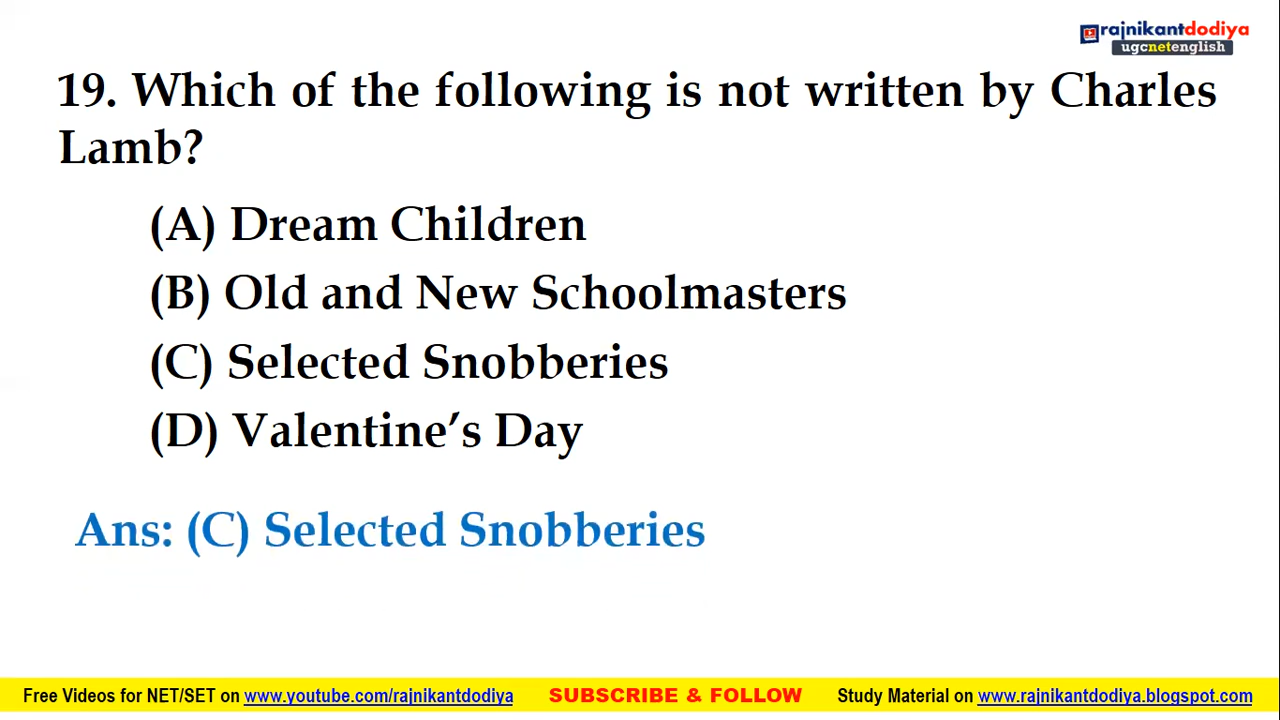 rajnikantdodiya
ugcnetenglish
19. Which of the following is not written by Charles
Lamb?
(A) Dream Children
(B) Old and New Schoolmasters
(C) Selected Snobberies
(D) Valentine’s Day
Ans: (C) Selected Snobberies
Free Videos for NET/SET on www.youtube.com/rajnikantdodiya SUBSCRIBE & FOLLOW Study Material on www.rajnikantdodiya.blogspot.com